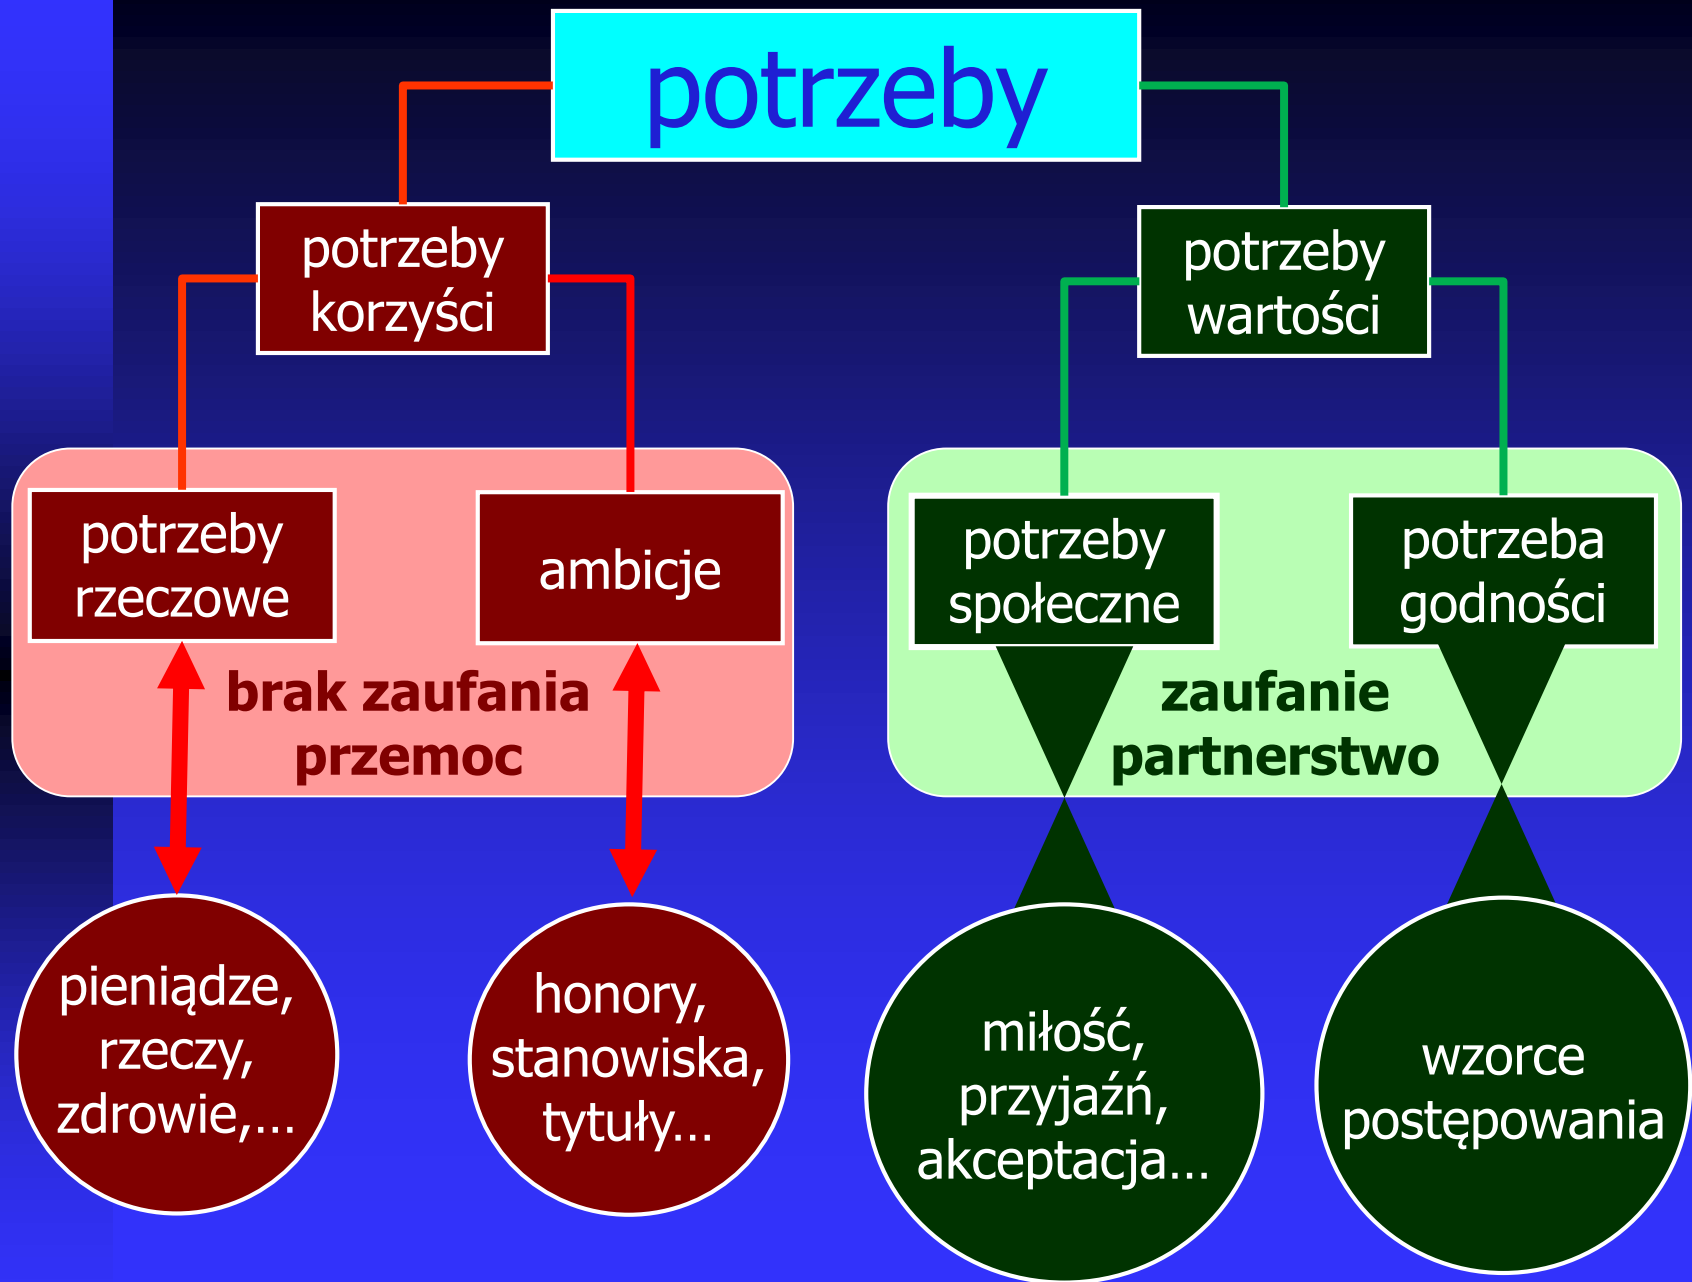 potrzeby
potrzeby
korzyści
potrzeby
wartości
potrzeby
rzeczowe
ambicje
potrzeby
społeczne
potrzeba
godności
brak zaufania
przemoc
zaufanie
partnerstwo
pieniądze,
rzeczy,
zdrowie,...
honory,
stanowiska,
tytuły...
miłość,
przyjaźń,
akceptacja...
wzorce
postępowania